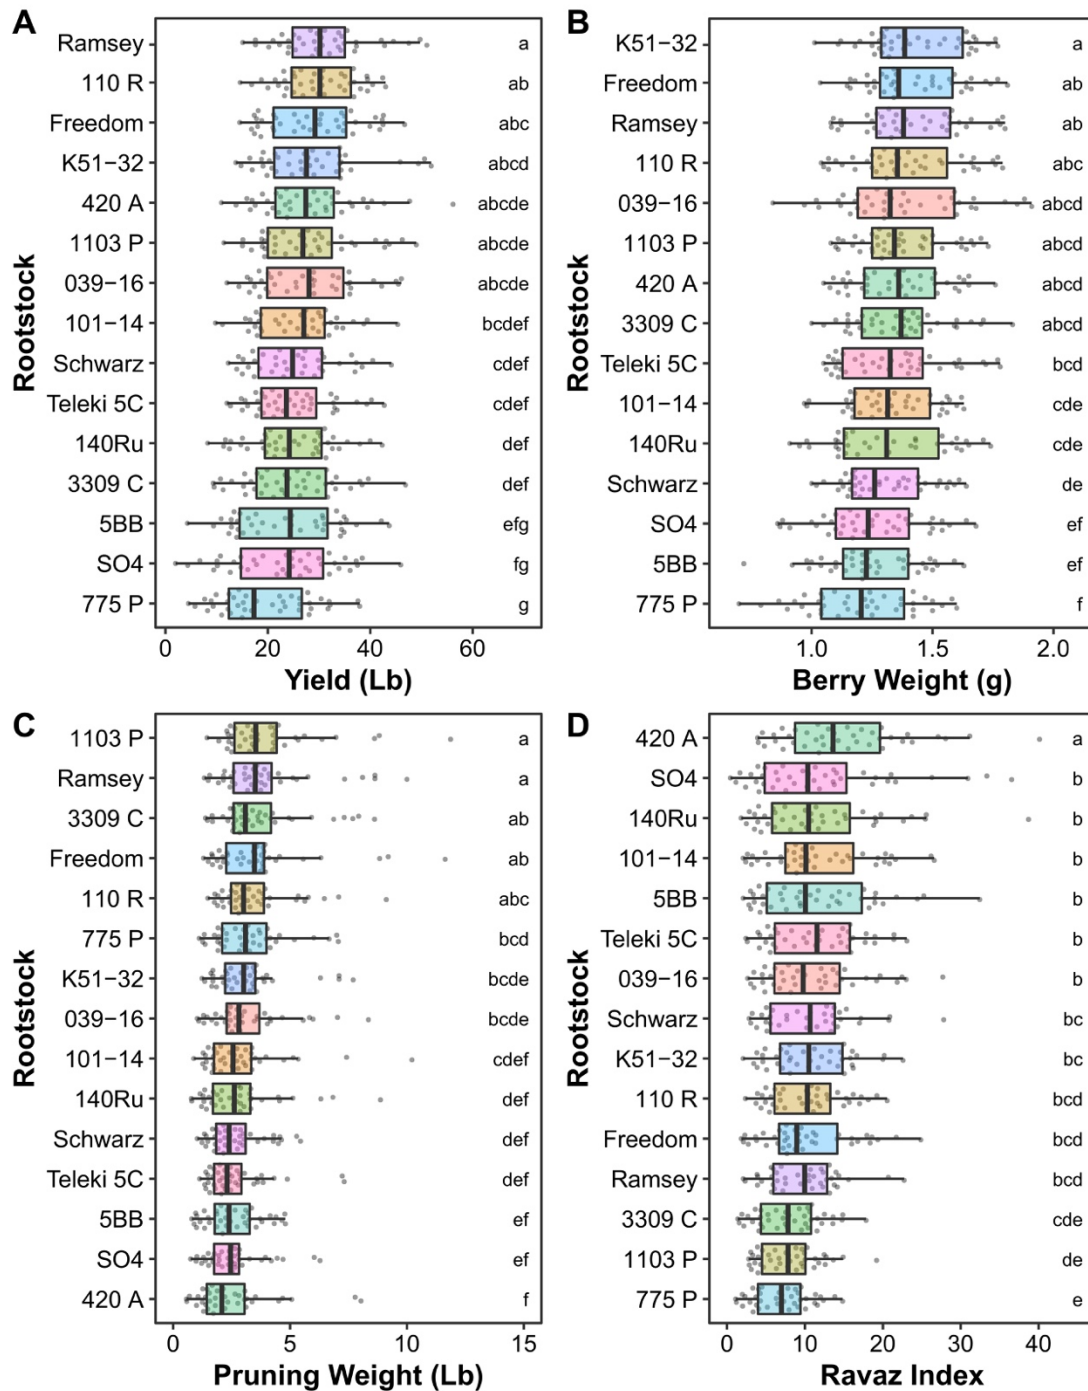 A
Rootstock
Ramsey a
110 R ab
Freedom abc
K51-32 abcd
420 A abcde
1103 P abcde
039-16 abcde
101-14 bcdef
Schwarz cdef
Teleki 5C cdef
140Ru def
3309 C def
5BB efg
SO4 fg
775 P g
0 20 40 60
Yield (Lb)
B
Rootstock
K51-32 a
Freedom ab
Ramsey ab
110 R abc
039-16 abcd
1103 P abcd
420 A abcd
3309 C abcd
Teleki 5C bcd
101-14 cde
140Ru cde
Schwarz de
SO4 ef
5BB ef
775 P f
1.0 1.5 2.0
Berry Weight (g)
C
Rootstock
1103 P a
Ramsey a
3309 C ab
Freedom ab
110 R abc
775 P bcd
K51-32 bcde
039-16 bcde
101-14 cdef
140Ru def
Schwarz def
Teleki 5C def
5BB ef
SO4 ef
420 A f
0 5 10 15
Pruning Weight (Lb)
D
Rootstock
420 A a
SO4 b
140Ru b
101-14 b
5BB b
Teleki 5C b
039-16 b
Schwarz bc
K51-32 bc
110 R bcd
Freedom bcd
Ramsey bcd
3309 C cde
1103 P de
775 P e
0 10 20 30 40
Ravaz Index